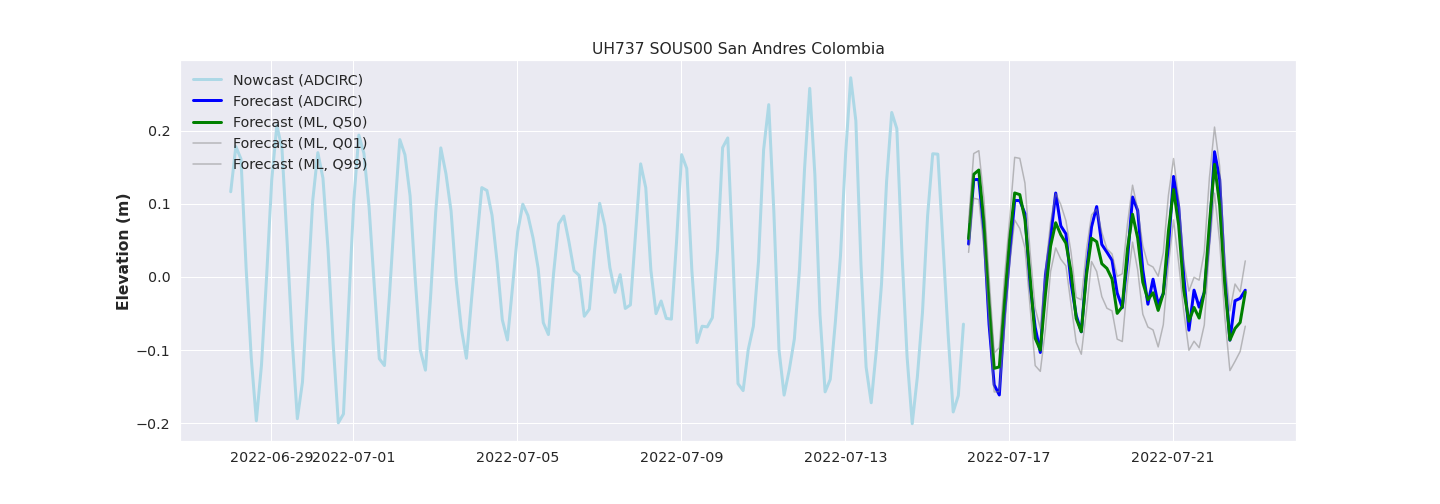 UH737 SOUS00 San Andres Colombia
Nowcast (ADCIRC)
Forecast (ADCIRC)
Forecast (ML, Q50)
Forecast (ML, Q01)
Forecast (ML, Q99)
Elevation (m)
0.2
0.1
0.0
−0.1
−0.2
2022-06-29 2022-07-01 2022-07-05 2022-07-09 2022-07-13 2022-07-17 2022-07-21